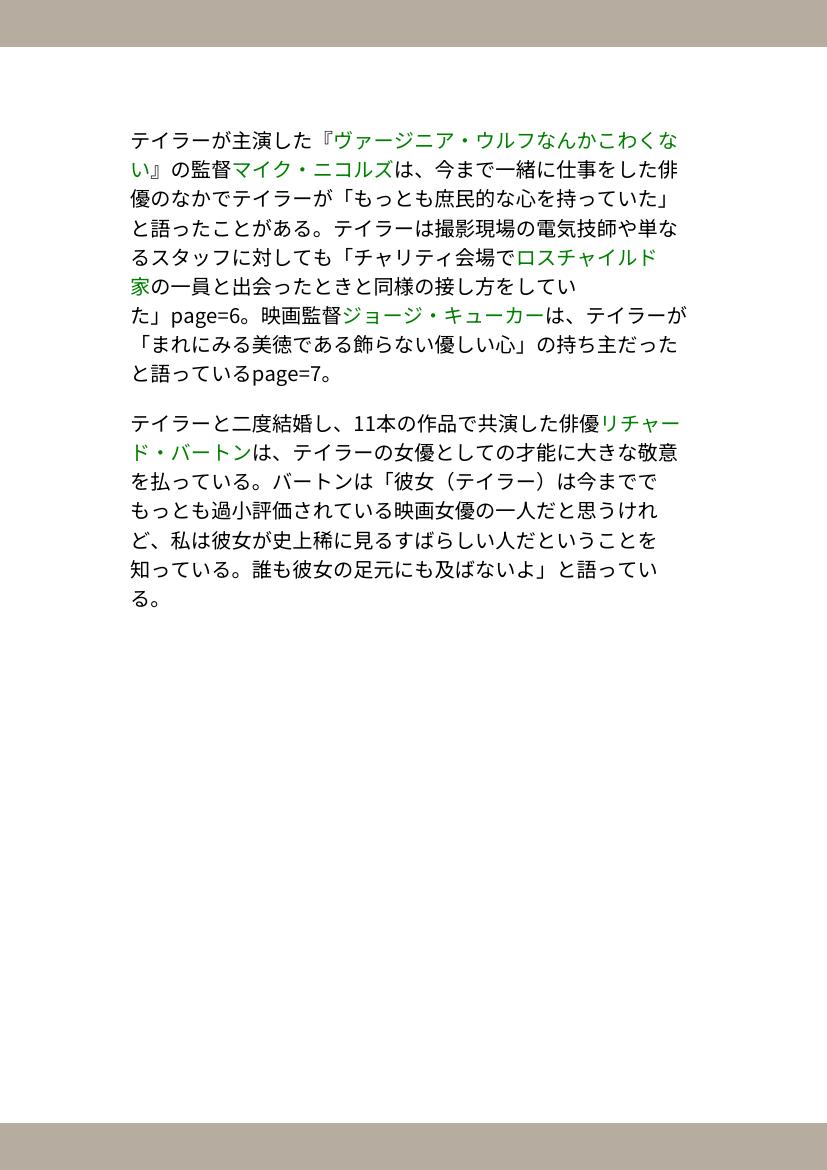 テイラーが主演した『ヴァージニア・ウルフなんかこわくな
い』の監督マイク・ニコルズは、今まで一緒に仕事をした俳
優のなかでテイラーが「もっとも庶民的な心を持っていた」
と語ったことがある。テイラーは撮影現場の電気技師や単な
るスタッフに対しても「チャリティ会場でロスチャイルド
家の一員と出会ったときと同様の接し方をしてい
た」page=6。映画監督ジョージ・キューカーは、テイラーが
「まれにみる美徳である飾らない優しい心」の持ち主だった
と語っているpage=7。
テイラーと二度結婚し、11本の作品で共演した俳優リチャー
ド・バートンは、テイラーの女優としての才能に大きな敬意
を払っている。バートンは「彼女（テイラー）は今までで
もっとも過小評価されている映画女優の一人だと思うけれ
ど、私は彼女が史上稀に見るすばらしい人だということを
知っている。誰も彼女の足元にも及ばないよ」と語ってい
る。